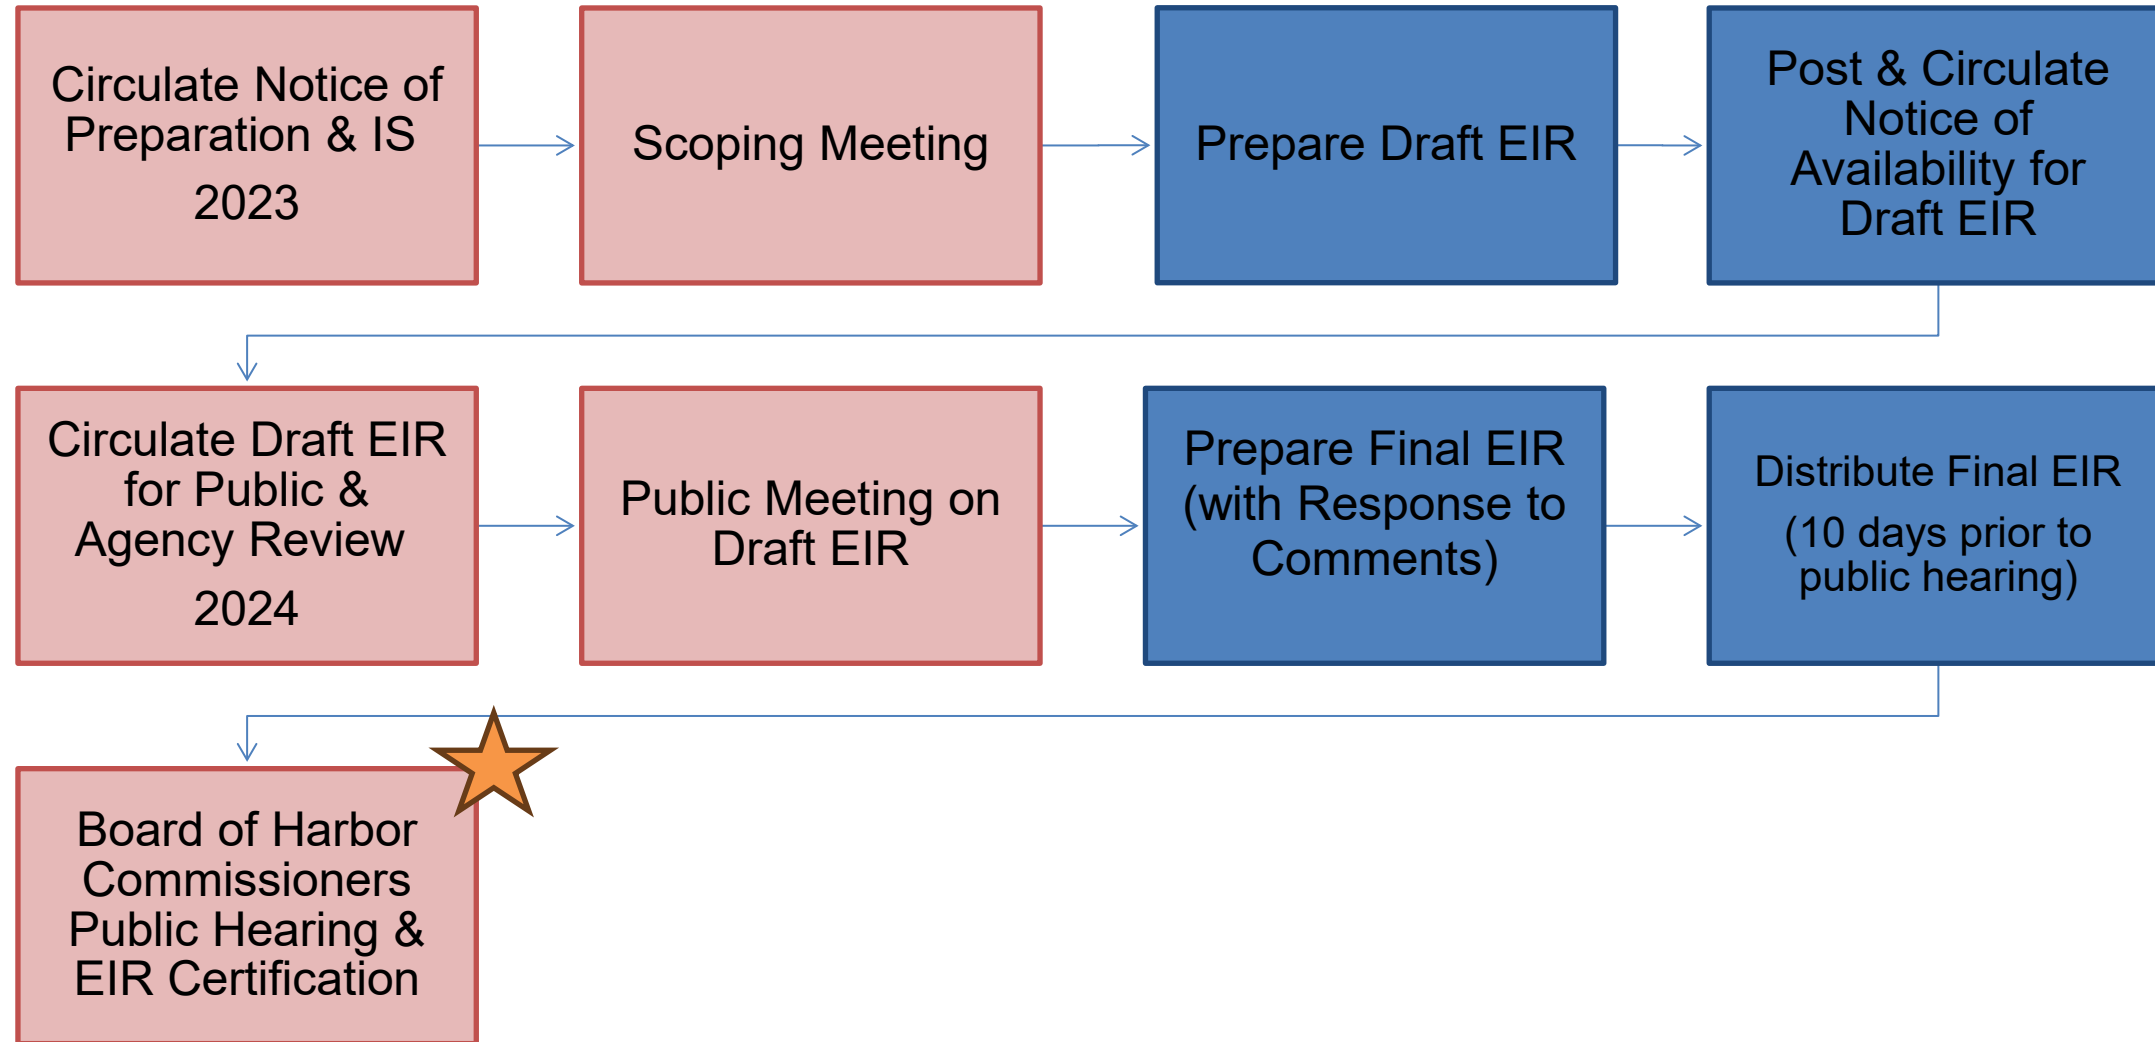 Circulate Notice of
Preparation & IS
2023
Scoping Meeting
Prepare Draft EIR
Post & Circulate
Notice of
Availability for
Draft EIR
Circulate Draft EIR
for Public &
Agency Review
2024
Public Meeting on
Draft EIR
Prepare Final EIR
(with Response to
Comments)
Distribute Final EIR
(10 days prior to
public hearing)
Board of Harbor
Commissioners
Public Hearing &
EIR Certification